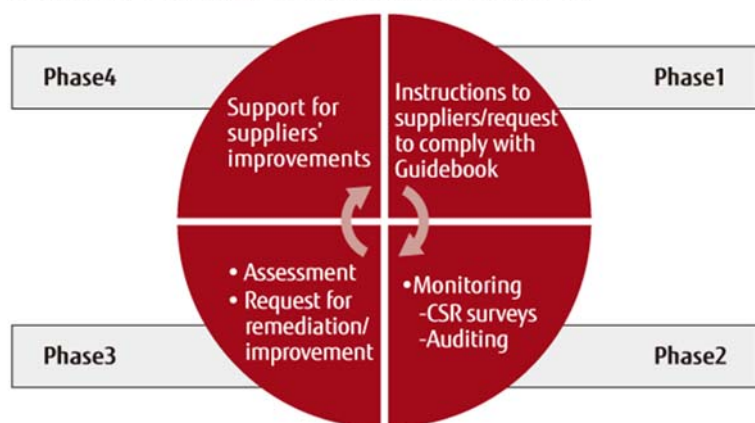 Phase4
Support for
suppliers'
improvements
Phase1
Instructions to
suppliers/request
to comply with
Guidebook
Phase3
• Assessment
• Request for
remediation/
improvement
Phase2
•Monitoring
-CSR surveys
-Auditing